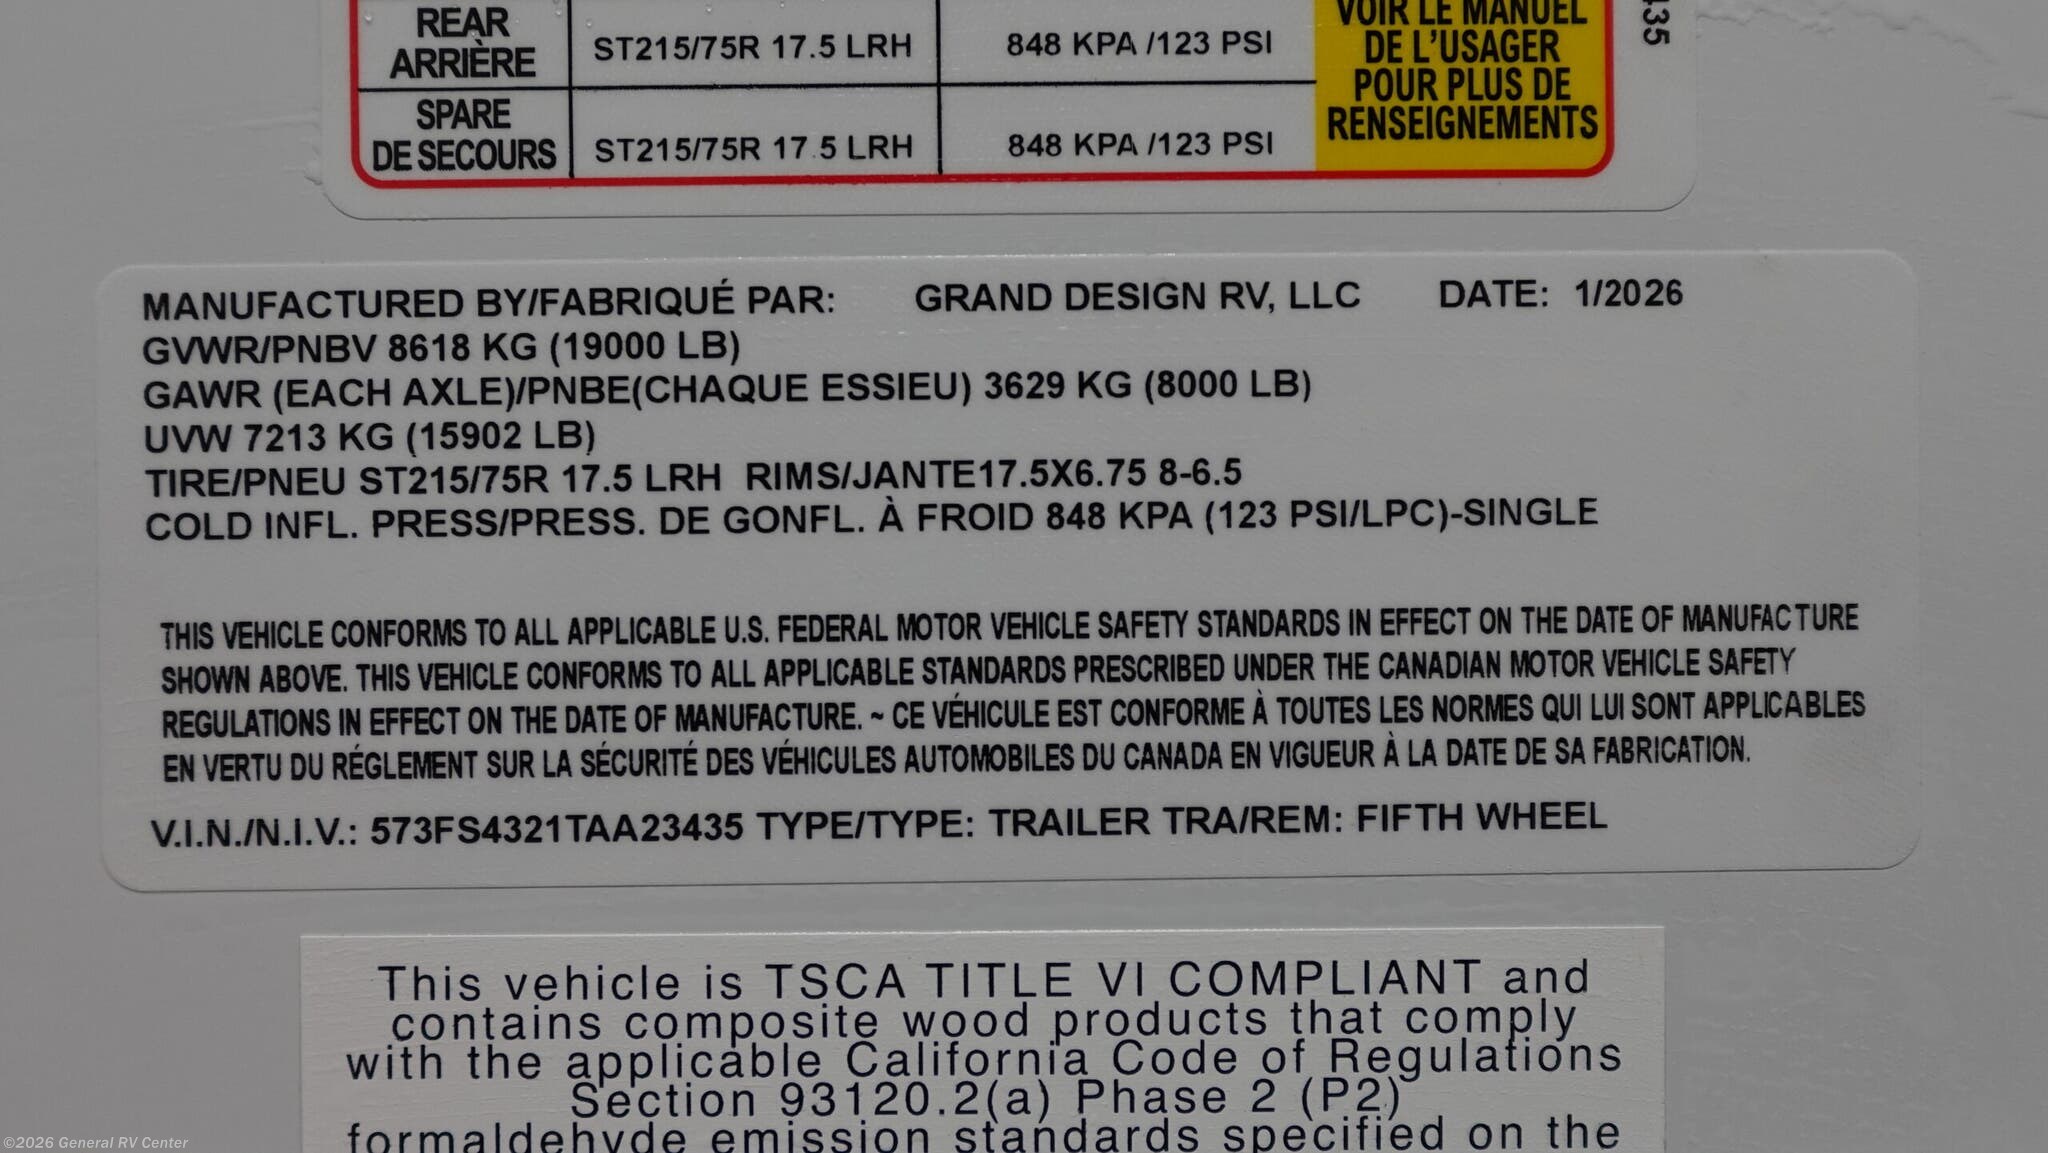 REAR
ARRIÈRE
ST215/75R 17.5 LRH
848 KPA /123 PSI
SPARE
DE SECOURS
ST215/75R 17.5 LRH
848 KPA /123 PSI
VOIR LE MANUEL
DE L'USAGER
POUR PLUS DE
RENSEIGNEMENTS
435
MANUFACTURED BY/FABRIQUÉ PAR: GRAND DESIGN RV, LLC DATE: 1/2026
GVWR/PNBV 8618 KG (19000 LB)
GAWR (EACH AXLE)/PNBE(CHAQUE ESSIEU) 3629 KG (8000 LB)
UVW 7213 KG (15902 LB)
TIRE/PNEU ST215/75R 17.5 LRH RIMS/JANTE17.5X6.75 8-6.5
COLD INFL. PRESS/PRESS. DE GONFL. À FROID 848 KPA (123 PSI/LPC)-SINGLE
THIS VEHICLE CONFORMS TO ALL APPLICABLE U.S. FEDERAL MOTOR VEHICLE SAFETY STANDARDS IN EFFECT ON THE DATE OF MANUFACTURE
SHOWN ABOVE. THIS VEHICLE CONFORMS TO ALL APPLICABLE STANDARDS PRESCRIBED UNDER THE CANADIAN MOTOR VEHICLE SAFETY
REGULATIONS IN EFFECT ON THE DATE OF MANUFACTURE. ~ CE VÉHICULE EST CONFORME À TOUTES LES NORMES QUI LUI SONT APPLICABLES
EN VERTU DU RÉGLEMENT SUR LA SÉCURITÉ DES VÉHICULES AUTOMOBILES DU CANADA EN VIGUEUR À LA DATE DE SA FABRICATION.
V.I.N./N.I.V.: 573FS4321TAA23435 TYPE/TYPE: TRAILER TRA/REM: FIFTH WHEEL
This vehicle is TSCA TITLE VI COMPLIANT and
contains composite wood products that comply
with the applicable California Code of Regulations
Section 93120.2(a) Phase 2 (P2)
formaldehyde emission standards specified on the
©2026 General RV Center